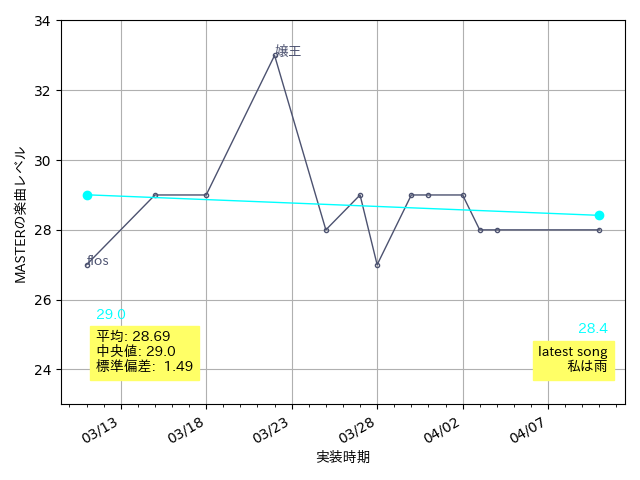 34
32
30
28
26
24
MASTERの楽曲レベル
嬢王
flos
29.0
平均: 28.69
中央値: 29.0
標準偏差: 1.49
28.4
latest song
私は雨
03/13
03/18
03/23
03/28
04/02
04/07
実装時期